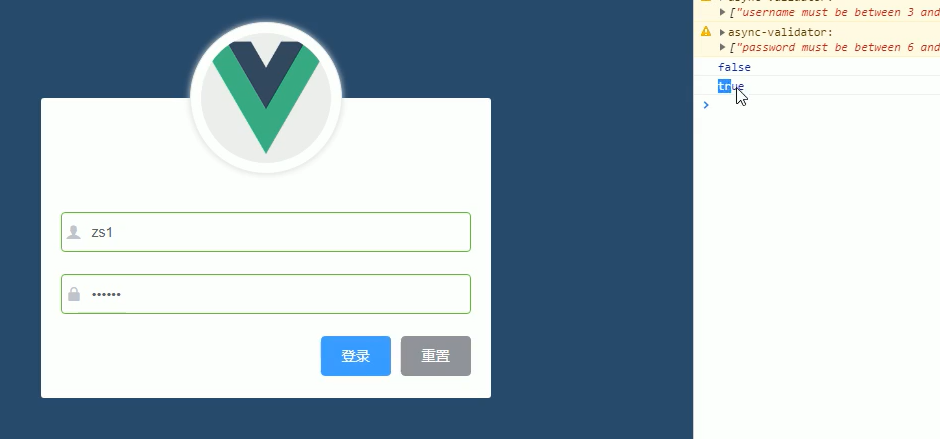 zs1
••••••
登录
重置
async-validator:
["username must be between 3 and
async-validator:
["password must be between 6 and
false
true